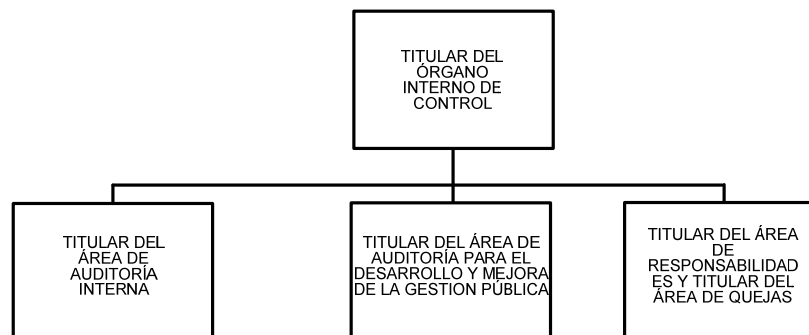 TITULAR DEL
ÓRGANO
INTERNO DE
CONTROL
TITULAR DEL
ÁREA DE
AUDITORÍA
INTERNA
TITULAR DEL ÁREA DE
AUDITORÍA PARA EL
DESARROLLO Y MEJORA
DE LA GESTION PÚBLICA
TITULAR DEL ÁREA
DE
RESPONSABILIDAD
ES Y TITULAR DEL
ÁREA DE QUEJAS